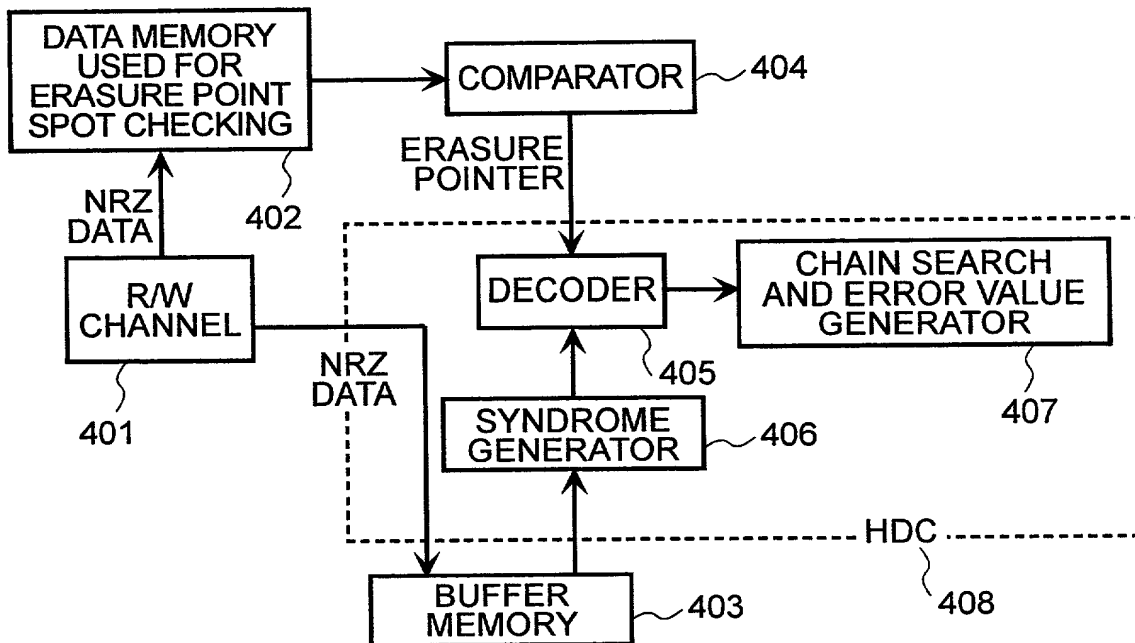 DATA MEMORY
USED FOR
ERASURE POINT
SPOT CHECKING
402
COMPARATOR
404
ERASURE
POINTER
NRZ
DATA
R/W
CHANNEL
401
NRZ
DATA
DECODER
405
CHAIN SEARCH
AND ERROR VALUE
GENERATOR
407
SYNDROME
GENERATOR
406
HDC
408
BUFFER
MEMORY
403